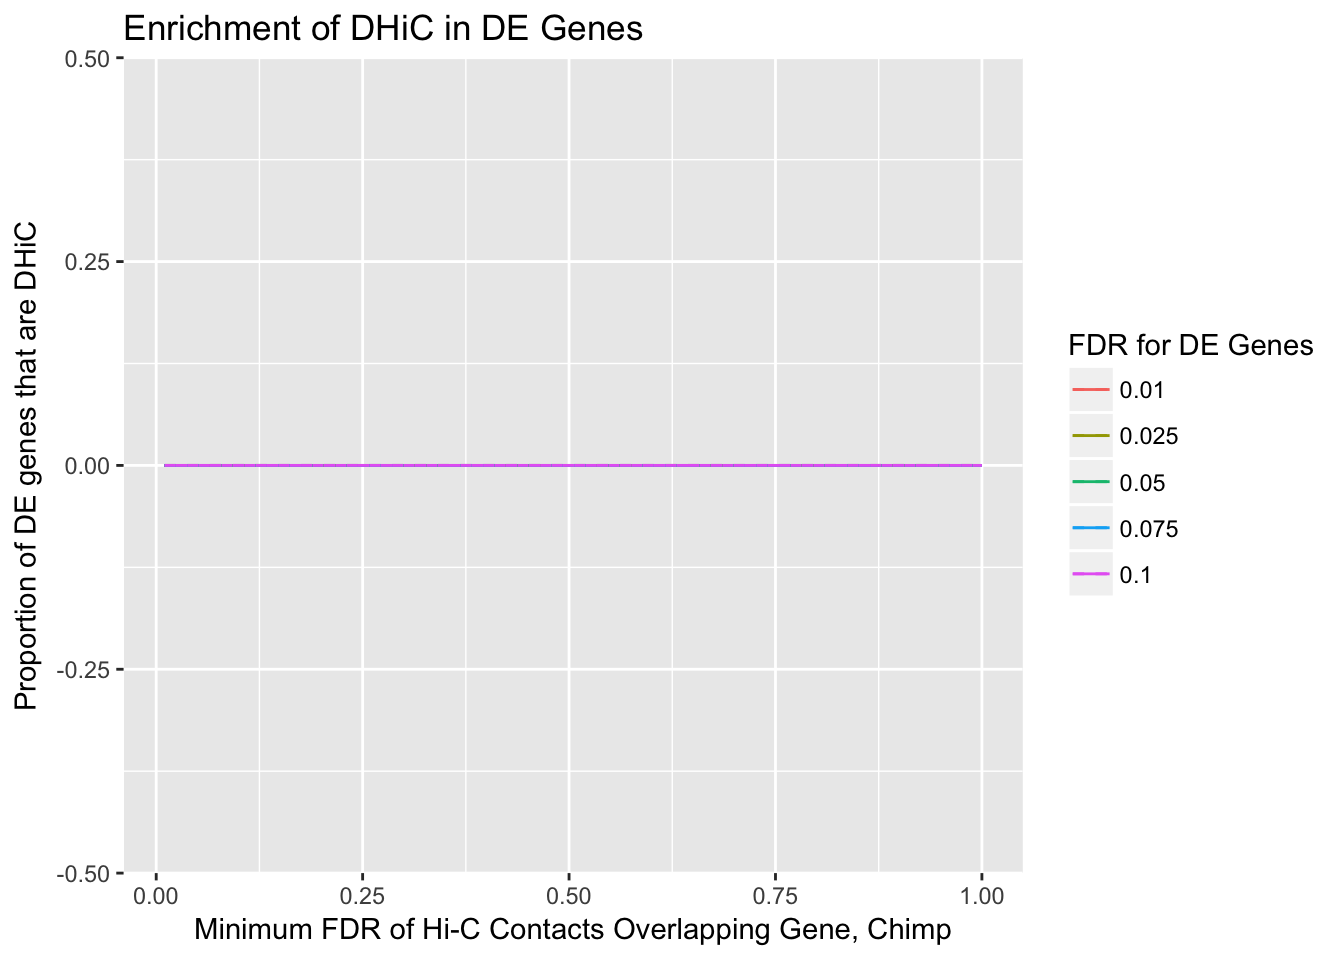 Enrichment of DHiC in DE Genes
Proportion of DE genes that are DHiC
0.50
0.25
0.00
-0.25
-0.50
0.00 0.25 0.50 0.75 1.00
Minimum FDR of Hi-C Contacts Overlapping Gene, Chimp
FDR for DE Genes
0.01
0.025
0.05
0.075
0.1